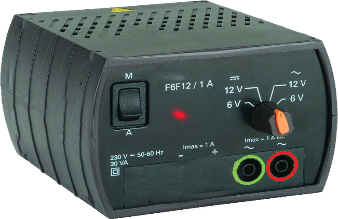 M
F6F12 / 1 A
12 V
12 V
6 V
6 V
A
Imax = 1 A
Imax = 1 A
230 V ~ 50-60 Hz
30 VA
- +
~ ~